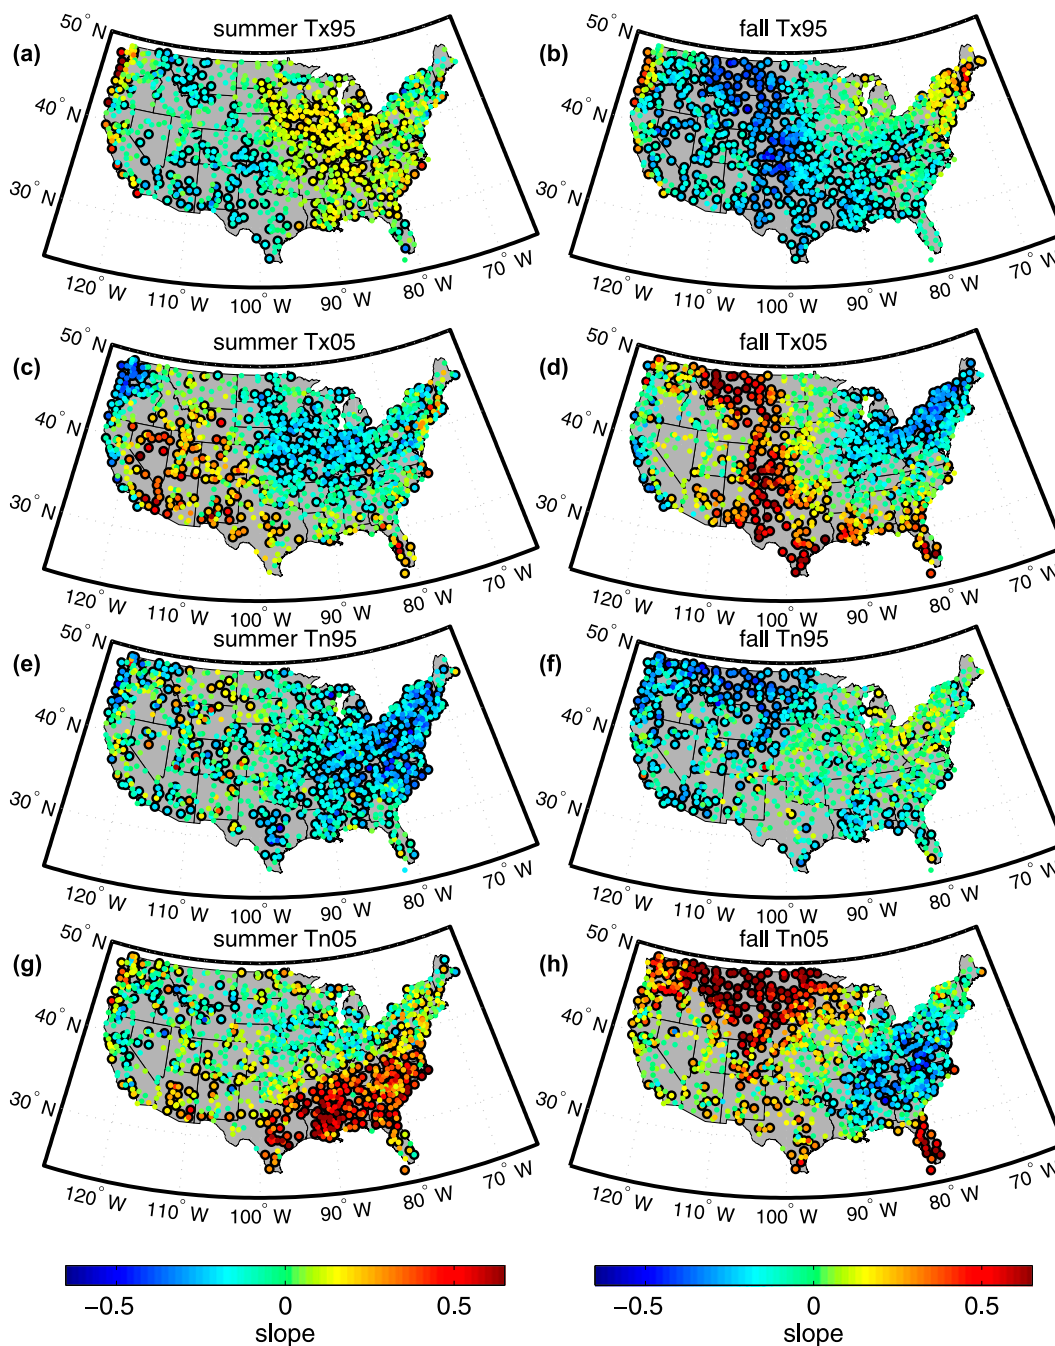 summer Tx95
fall Tx95
(a)
(b)
50° N
40° N
30° N
120° W
110° W
100° W
90° W
80° W
70° W
50° N
40° N
30° N
120° W
110° W
100° W
90° W
80° W
70° W
summer Tx05
fall Tx05
(c)
(d)
50° N
40° N
30° N
120° W
110° W
100° W
90° W
80° W
70° W
50° N
40° N
30° N
120° W
110° W
100° W
90° W
80° W
70° W
summer Tn95
fall Tn95
(e)
(f)
50° N
40° N
30° N
120° W
110° W
100° W
90° W
80° W
70° W
50° N
40° N
30° N
120° W
110° W
100° W
90° W
80° W
70° W
summer Tn05
fall Tn05
(g)
(h)
50° N
40° N
30° N
120° W
110° W
100° W
90° W
80° W
70° W
50° N
40° N
30° N
120° W
110° W
100° W
90° W
80° W
70° W
−0.5 0 0.5
slope
−0.5 0 0.5
slope